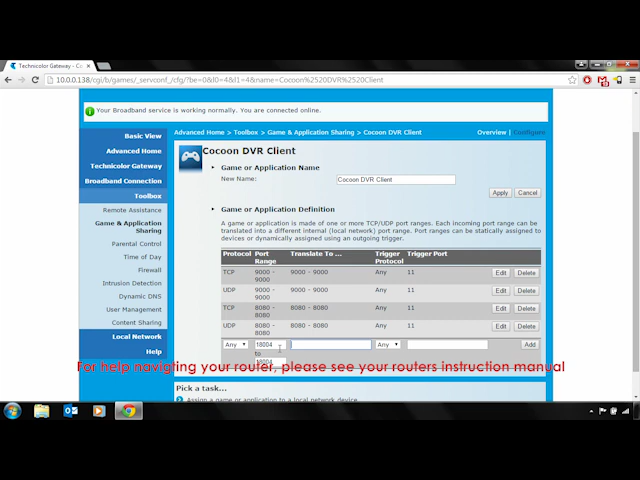 Technicolor Gateway - Co
10.0.0.138/cgi/b/games/_servconf_/cfg/?be=0&l0=4&l1=4&name=Cocoon%2520DVR%2520Client
Your Broadband service is working normally. You are connected online.
Basic View
Advanced Home
Technicolor Gateway
Broadband Connection
Toolbox
Remote Assistance
Game & Application
Sharing
Parental Control
Time of Day
Firewall
Intrusion Detection
Dynamic DNS
User Management
Content Sharing
Local Network
Help
Advanced Home > Toolbox > Game & Application Sharing > Cocoon DVR Client
Overview | Configure
Cocoon DVR Client
Game or Application Name
New Name: Cocoon DVR Client
Apply Cancel
Game or Application Definition
A game or application is made of one or more TCP/UDP port ranges. Each incoming port range can be
translated into a different internal (local network) port range. Port ranges can be statically assigned to
devices or dynamically assigned using an outgoing trigger.
Protocol Port Range Translate To ... Trigger Protocol Trigger Port
TCP 9000 - 9000 9000 - 9000 Any 11 Edit Delete
UDP 9000 - 9000 9000 - 9000 Any 11 Edit Delete
TCP 8080 - 8080 8080 - 8080 Any 11 Edit Delete
UDP 8080 - 8080 8080 - 8080 Any 11 Edit Delete
Any 18004 Any Add
to
18004
For help navigting your router, please see your routers instruction manual
Pick a task...
Assign a game or application to a local network device